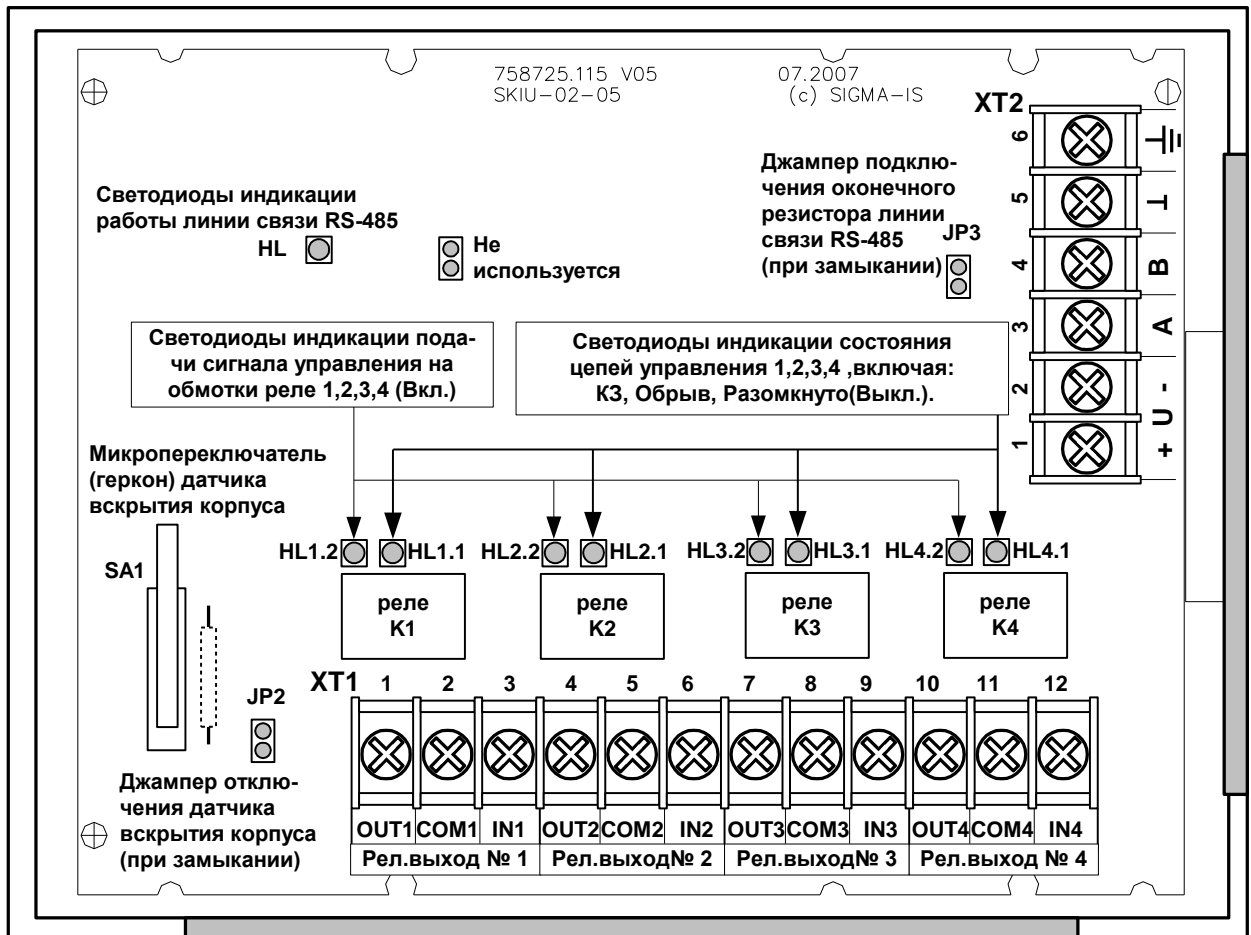 758725.115 V05
SKIU-02-05
07.2007
(c) SIGMA-IS
XT2
6
5
4
3
2
1
⊥
B
A
-
U
+
Светодиоды индикации
работы линии связи RS-485
HL
Не
используется
Джампер подклю-
чения оконечного
резистора линии
связи RS-485
(при замыкании)
JP3
Светодиоды индикации пода-
чи сигнала управления на
обмотки реле 1,2,3,4 (Вкл.)
Светодиоды индикации состояния
цепей управления 1,2,3,4 ,включая:
КЗ, Обрыв, Разомкнуто(Выкл.).
Микропереключатель
(геркон) датчика
вскрытия корпуса
SA1
HL1.2
HL1.1
HL2.2
HL2.1
HL3.2
HL3.1
HL4.2
HL4.1
реле
K1
реле
K2
реле
K3
реле
K4
JP2
Джампер отклю-
чения датчика
вскрытия корпуса
(при замыкании)
XT1
1 2 3 4 5 6 7 8 9 10 11 12
OUT1 COM1 IN1 OUT2 COM2 IN2 OUT3 COM3 IN3 OUT4 COM4 IN4
Рел.выход № 1
Рел.выход№ 2
Рел.выход№ 3
Рел.выход № 4